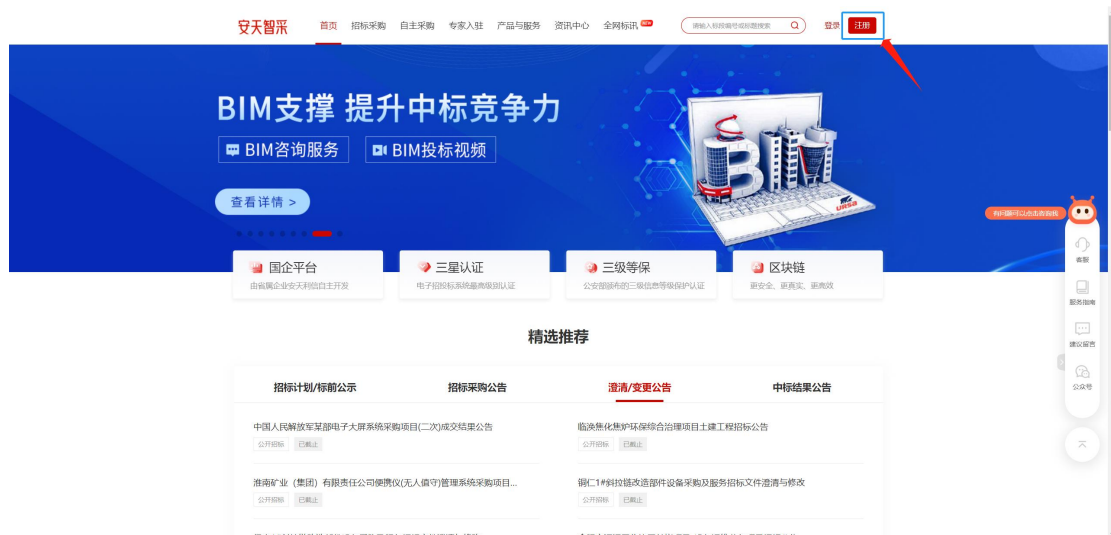 安天智采
首页 招标采购 自主采购 专家入驻 产品与服务 资讯中心 全网标讯 NEW 请输入标段编号或标题搜索 登录 注册
BIM支撑 提升中标竞争力
BIM咨询服务 BIM投标视频
查看详情 >
BIM
URSA
有问题可以点击咨询我
客服
服务指南
建议留言
公众号
国企平台 三星认证 三级等保 区块链
由省属企业安天利信自主开发 电子招投标系统最高级别认证 公安部颁布的三级信息等级保护认证 更安全、更真实、更高效
精选推荐
招标计划/标前公示 招标采购公告 澄清/变更公告 中标结果公告
中国人民解放军某部电子大屏系统采购项目(二次)成交结果公告 临涣焦化焦炉环保综合治理项目土建工程招标公告
公开招标 已截止 公开招标 已截止
淮南矿业（集团）有限责任公司便携仪(无人值守)管理系统采购项目... 铜仁1#斜拉链改造部件设备采购及服务招标文件澄清与修改
公开招标 已截止 公开招标 已截止